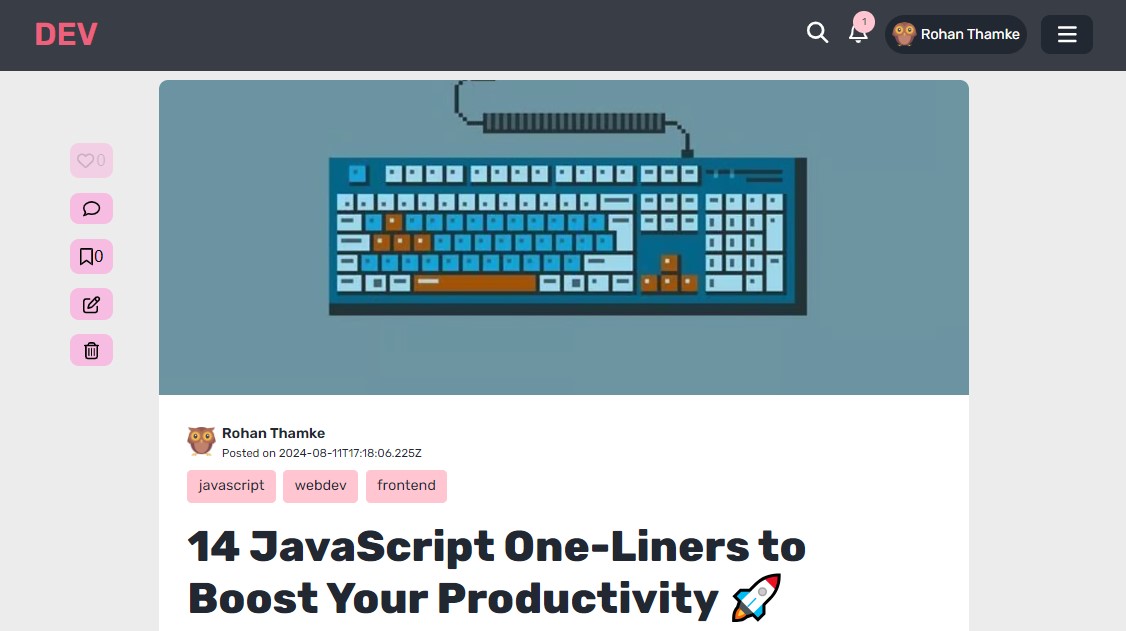 DEV
1
Rohan Thamke
0
0
Rohan Thamke
Posted on 2024-08-11T17:18:06.225Z
javascript webdev frontend
14 JavaScript One-Liners to
Boost Your Productivity 🚀